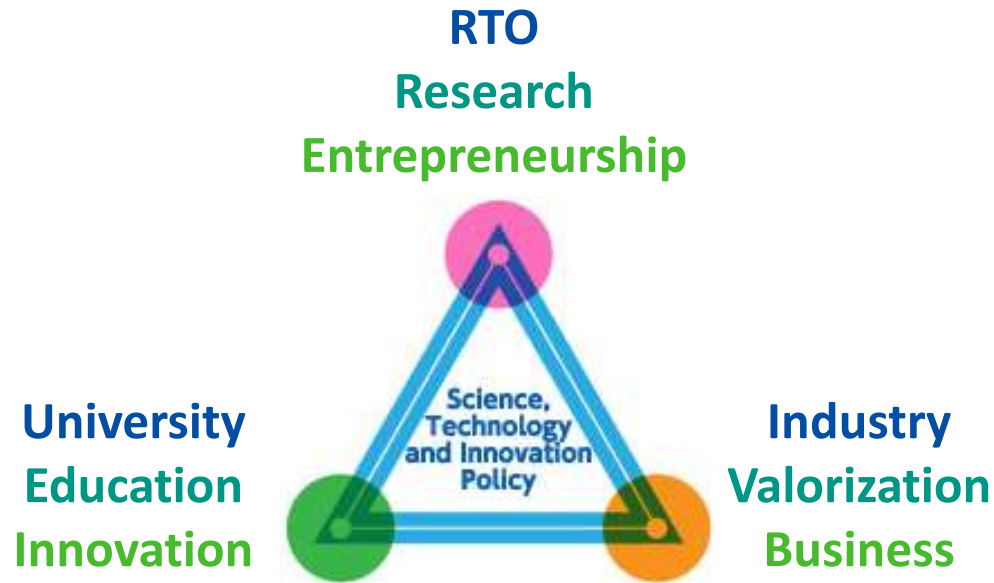 RTO
Research
Entrepreneurship
Science,
Technology
and Innovation
Policy
University
Education
Innovation
Industry
Valorization
Business